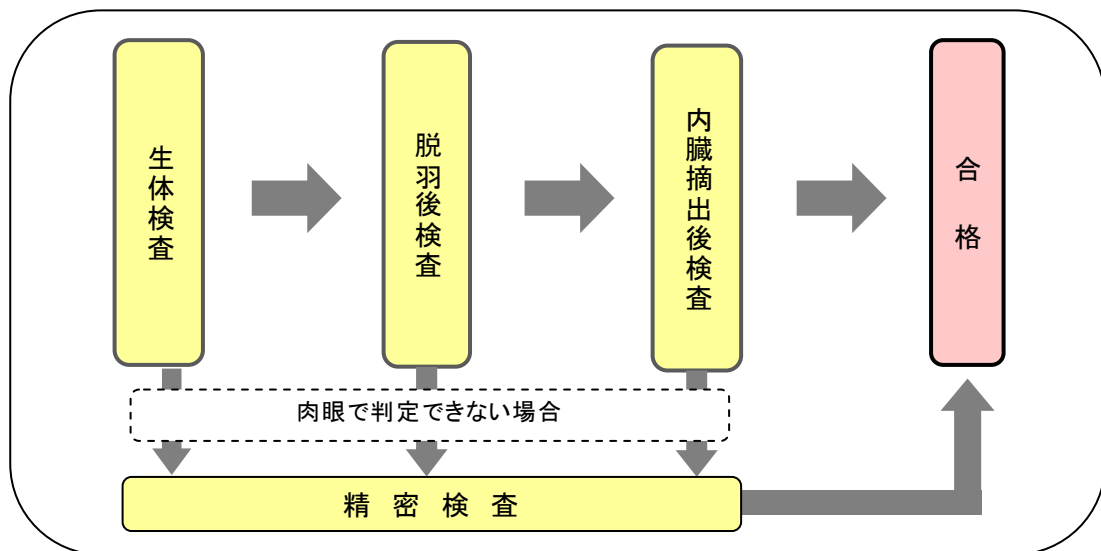 生体検査
脱羽後検査
内臓摘出後検査
合格
肉眼で判定できない場合
精密検査